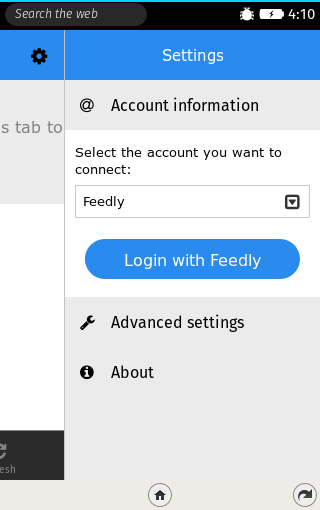 Search the web
4:10
Settings
s tab to
@ Account information
Select the account you want to
connect:
Feedly
Login with Feedly
Advanced settings
About
esh